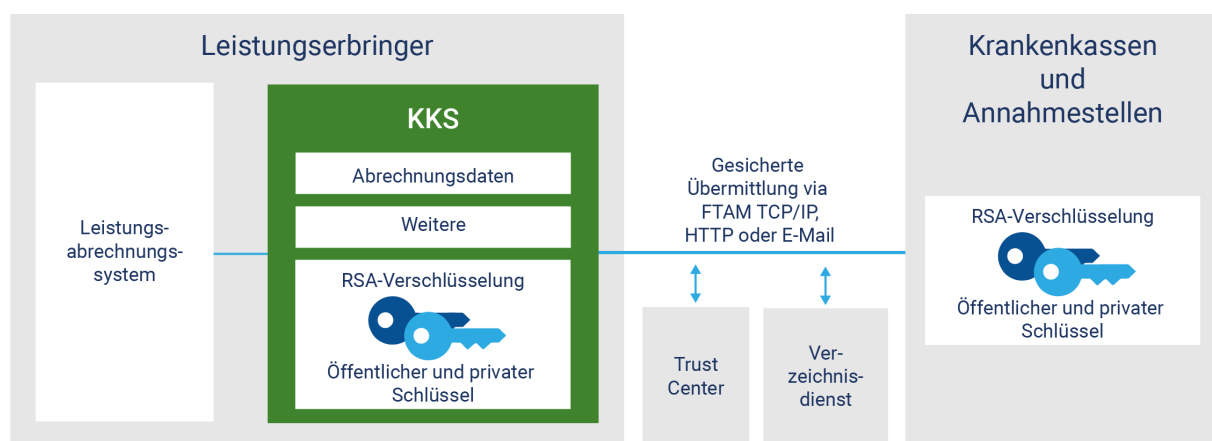 Leistungserbringer
Leistungs-
abrechnungs-
system
KKS
Abrechnungsdaten
Weitere
RSA-Verschlüsselung
Öffentlicher und privater
Schlüssel
Gesicherte
Übermittlung via
FTAM TCP/IP,
HTTP oder E-Mail
Trust
Center
Ver-
zeichnis-
dienst
Krankenkassen
und
Annahmestellen
RSA-Verschlüsselung
Öffentlicher und privater
Schlüssel